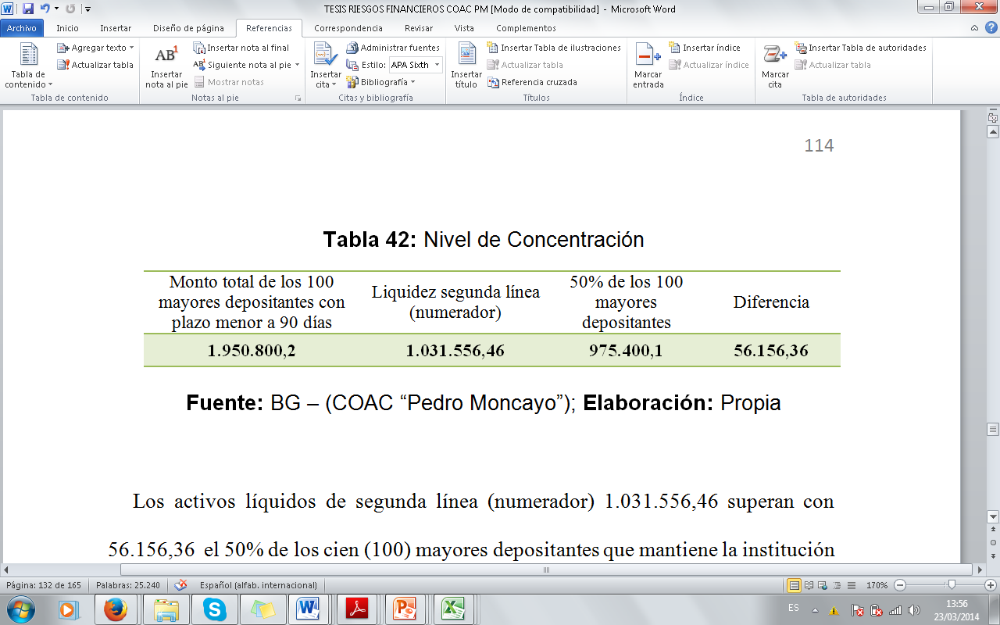 TESIS RIESGOS FINANCIEROS COAC PM [Modo de compatibilidad] - Microsoft Word
Archivo Inicio Insertar Diseño de página Referencias Correspondencia Revisar Vista Complementos
Tabla de contenido
Agregar texto
Actualizar tabla
Tabla de contenido
AB1
Insertar nota al pie
Insertar nota al final
Siguiente nota al pie
Mostrar notas
Notas al pie
Insertar cita
Administrar fuentes
Estilo: APA Sixth
Bibliografía
Citas y bibliografía
Insertar título
Insertar Tabla de ilustraciones
Actualizar tabla
Referencia cruzada
Títulos
Marcar entrada
Insertar índice
Actualizar índice
Índice
Marcar cita
Insertar Tabla de autoridades
Actualizar tabla
Tabla de autoridades
114
Tabla 42: Nivel de Concentración
Monto total de los 100 mayores depositantes con plazo menor a 90 días
Liquidez segunda línea (numerador)
50% de los 100 mayores depositantes
Diferencia
1.950.800,2 1.031.556,46 975.400,1 56.156,36
Fuente: BG – (COAC “Pedro Moncayo”); Elaboración: Propia
Los activos líquidos de segunda línea (numerador) 1.031.556,46 superan con
56.156,36 el 50% de los cien (100) mayores depositantes que mantiene la institución
Página: 132 de 165 Palabras: 25.240 Español (alfab. internacional) 170%
ES 13:56
23/03/2014